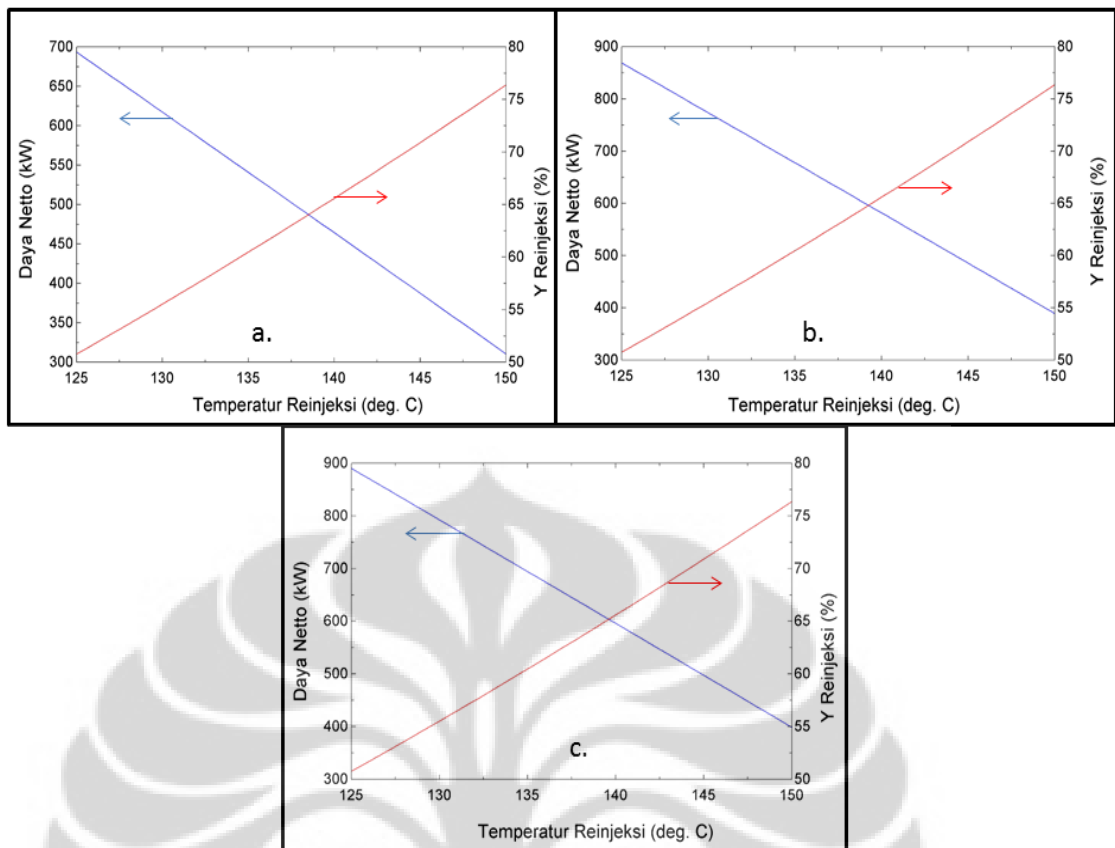 700
650
600
550
500
450
400
350
300
Daya Netto (kW)
80
75
70
65
60
55
50
Y Reinjeksi (%)
a.
125 130 135 140 145 150
Temperatur Reinjeksi (deg. C)
900
800
700
600
500
400
300
Daya Netto (kW)
80
75
70
65
60
55
50
Y Reinjeksi (%)
b.
125 130 135 140 145 150
Temperatur Reinjeksi (deg. C)
900
800
700
600
500
400
300
Daya Netto (kW)
80
75
70
65
60
55
50
Y Reinjeksi (%)
c.
125 130 135 140 145 150
Temperatur Reinjeksi (deg. C)